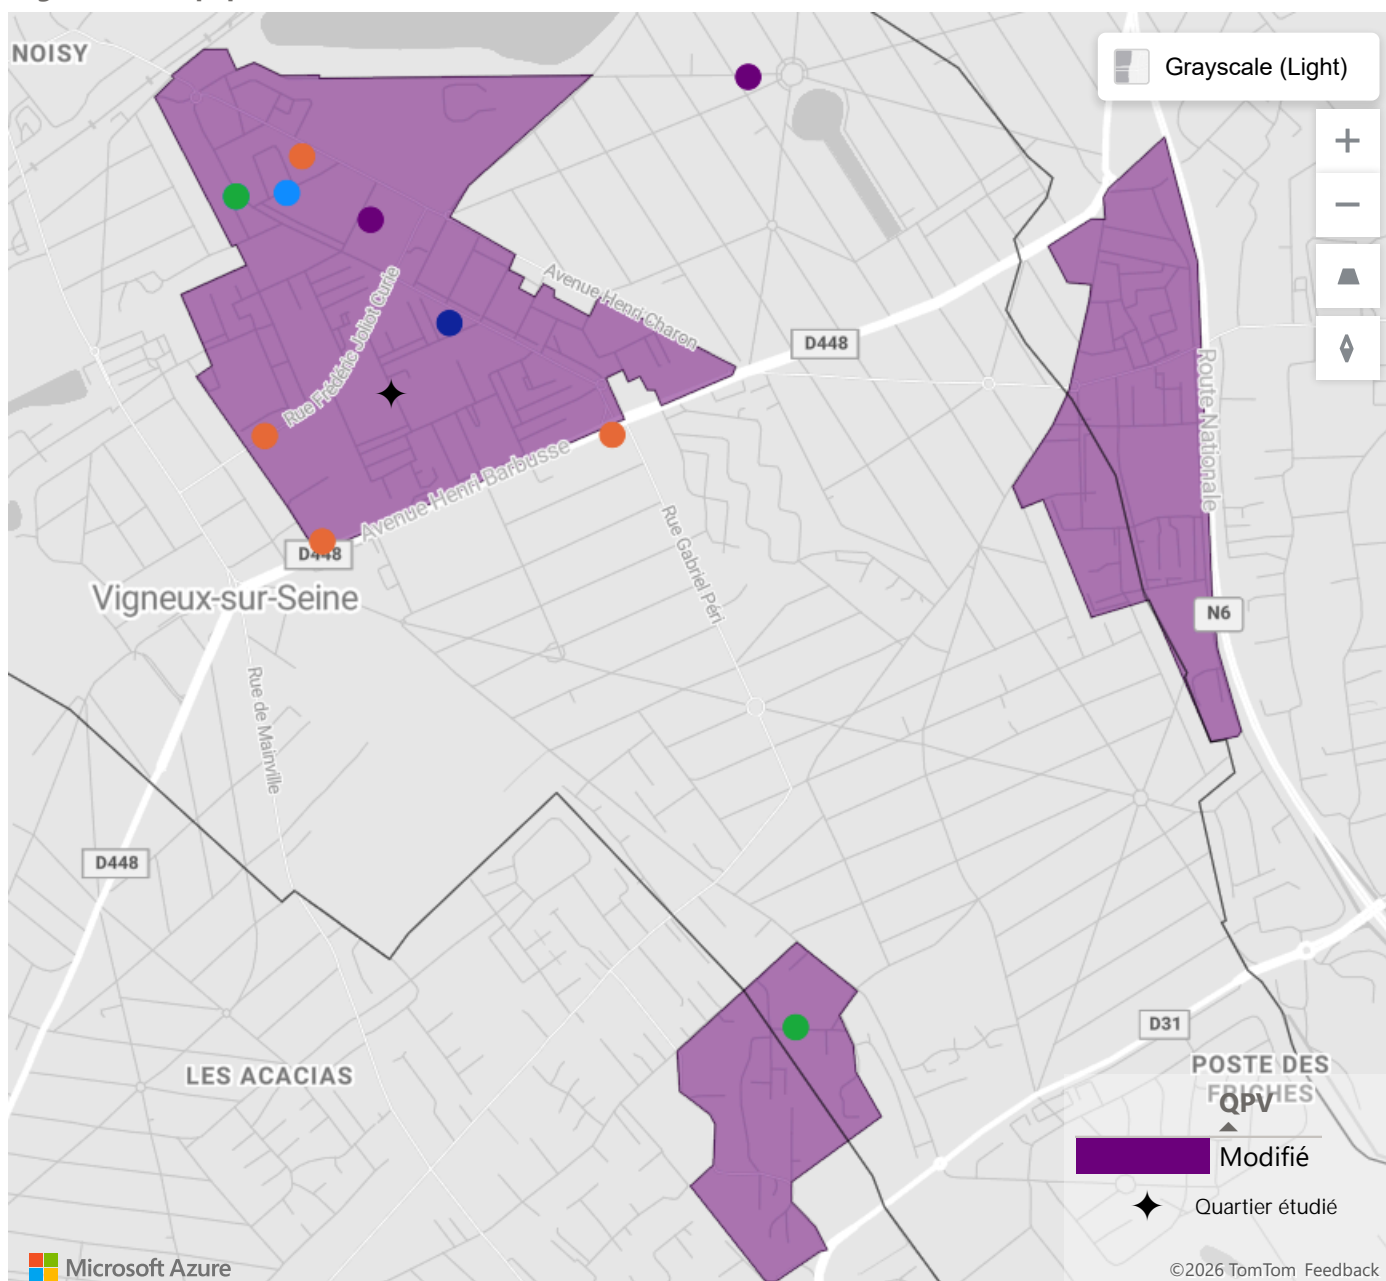 NOISY
Grayscale (Light)
Avenue Henri Charon
Rue Frédéric Joliot Curie
D448
Route Nationale
Avenue Henri Barbusse
D448
Rue Gabriel Péri
Vigneux-sur-Seine
N6
Rue de Mainville
D448
D31
LES ACACIAS
POSTE DES
FRICHES
QPV
Modifié
Quartier étudié
Microsoft Azure
©2026 TomTom Feedback